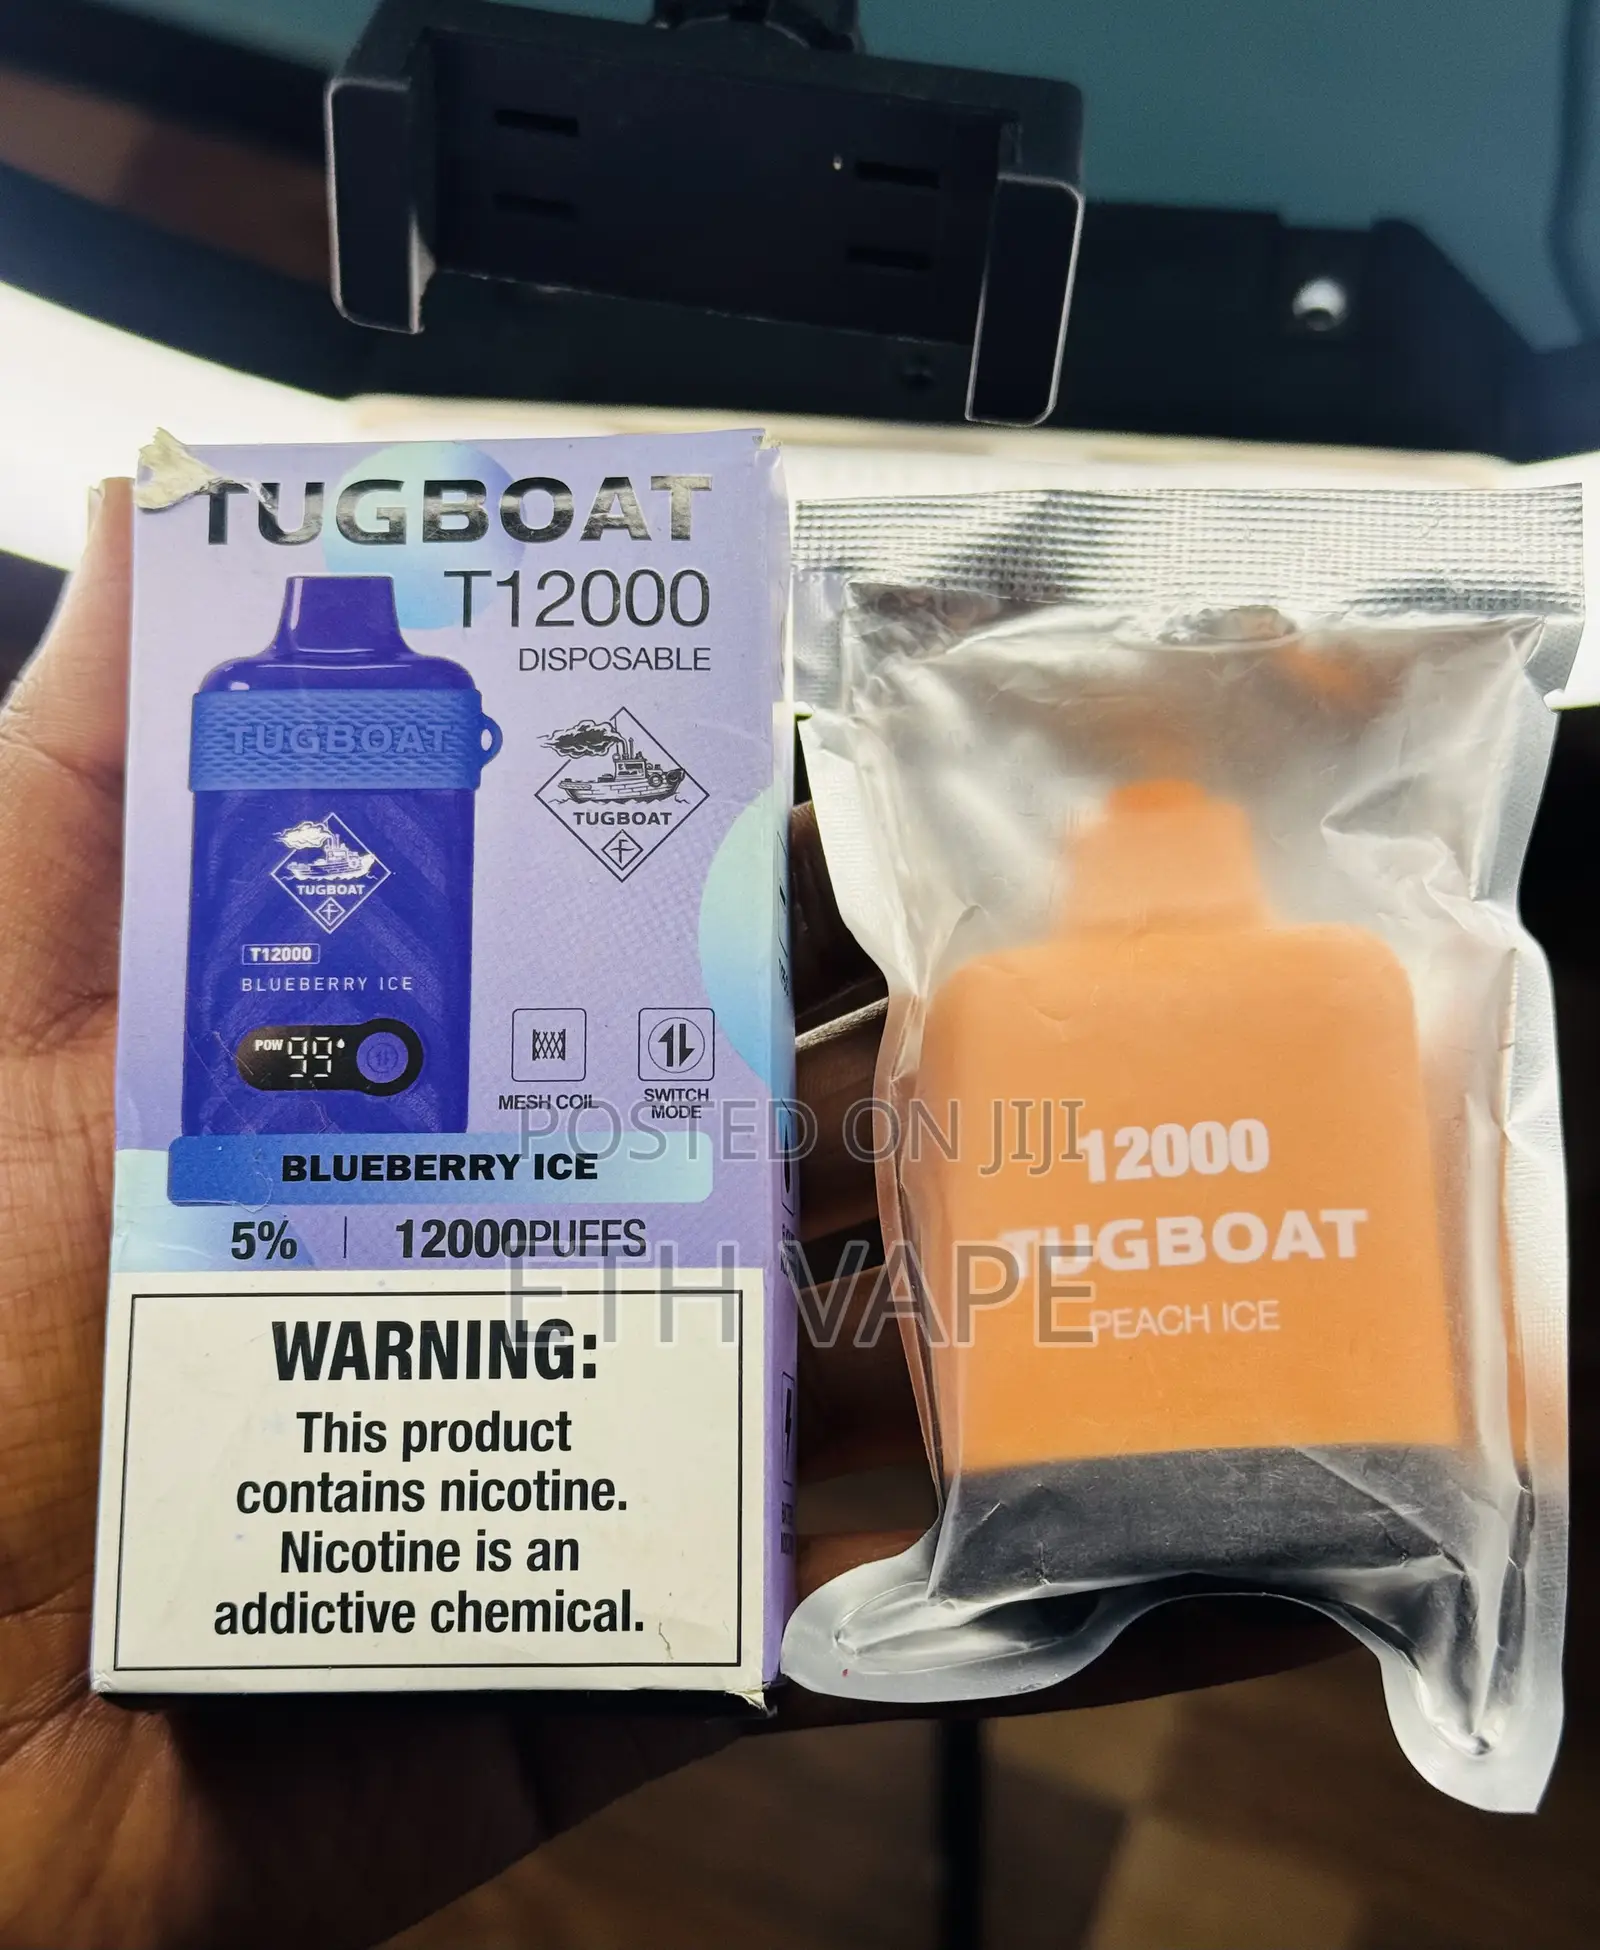 TUGBOAT
T12000
DISPOSABLE
TUGBOAT
TUGBOAT
TUGBOAT
T12000
BLUEBERRY ICE
POW 99
MESH COIL
SWITCH
MODE
BLUEBERRY ICE
5% | 12000PUFFS
WARNING:
This product
contains nicotine.
Nicotine is an
addictive chemical.
12000
TUGBOAT
PEACH ICE
POSTED ON JIJI
ETH VAPE